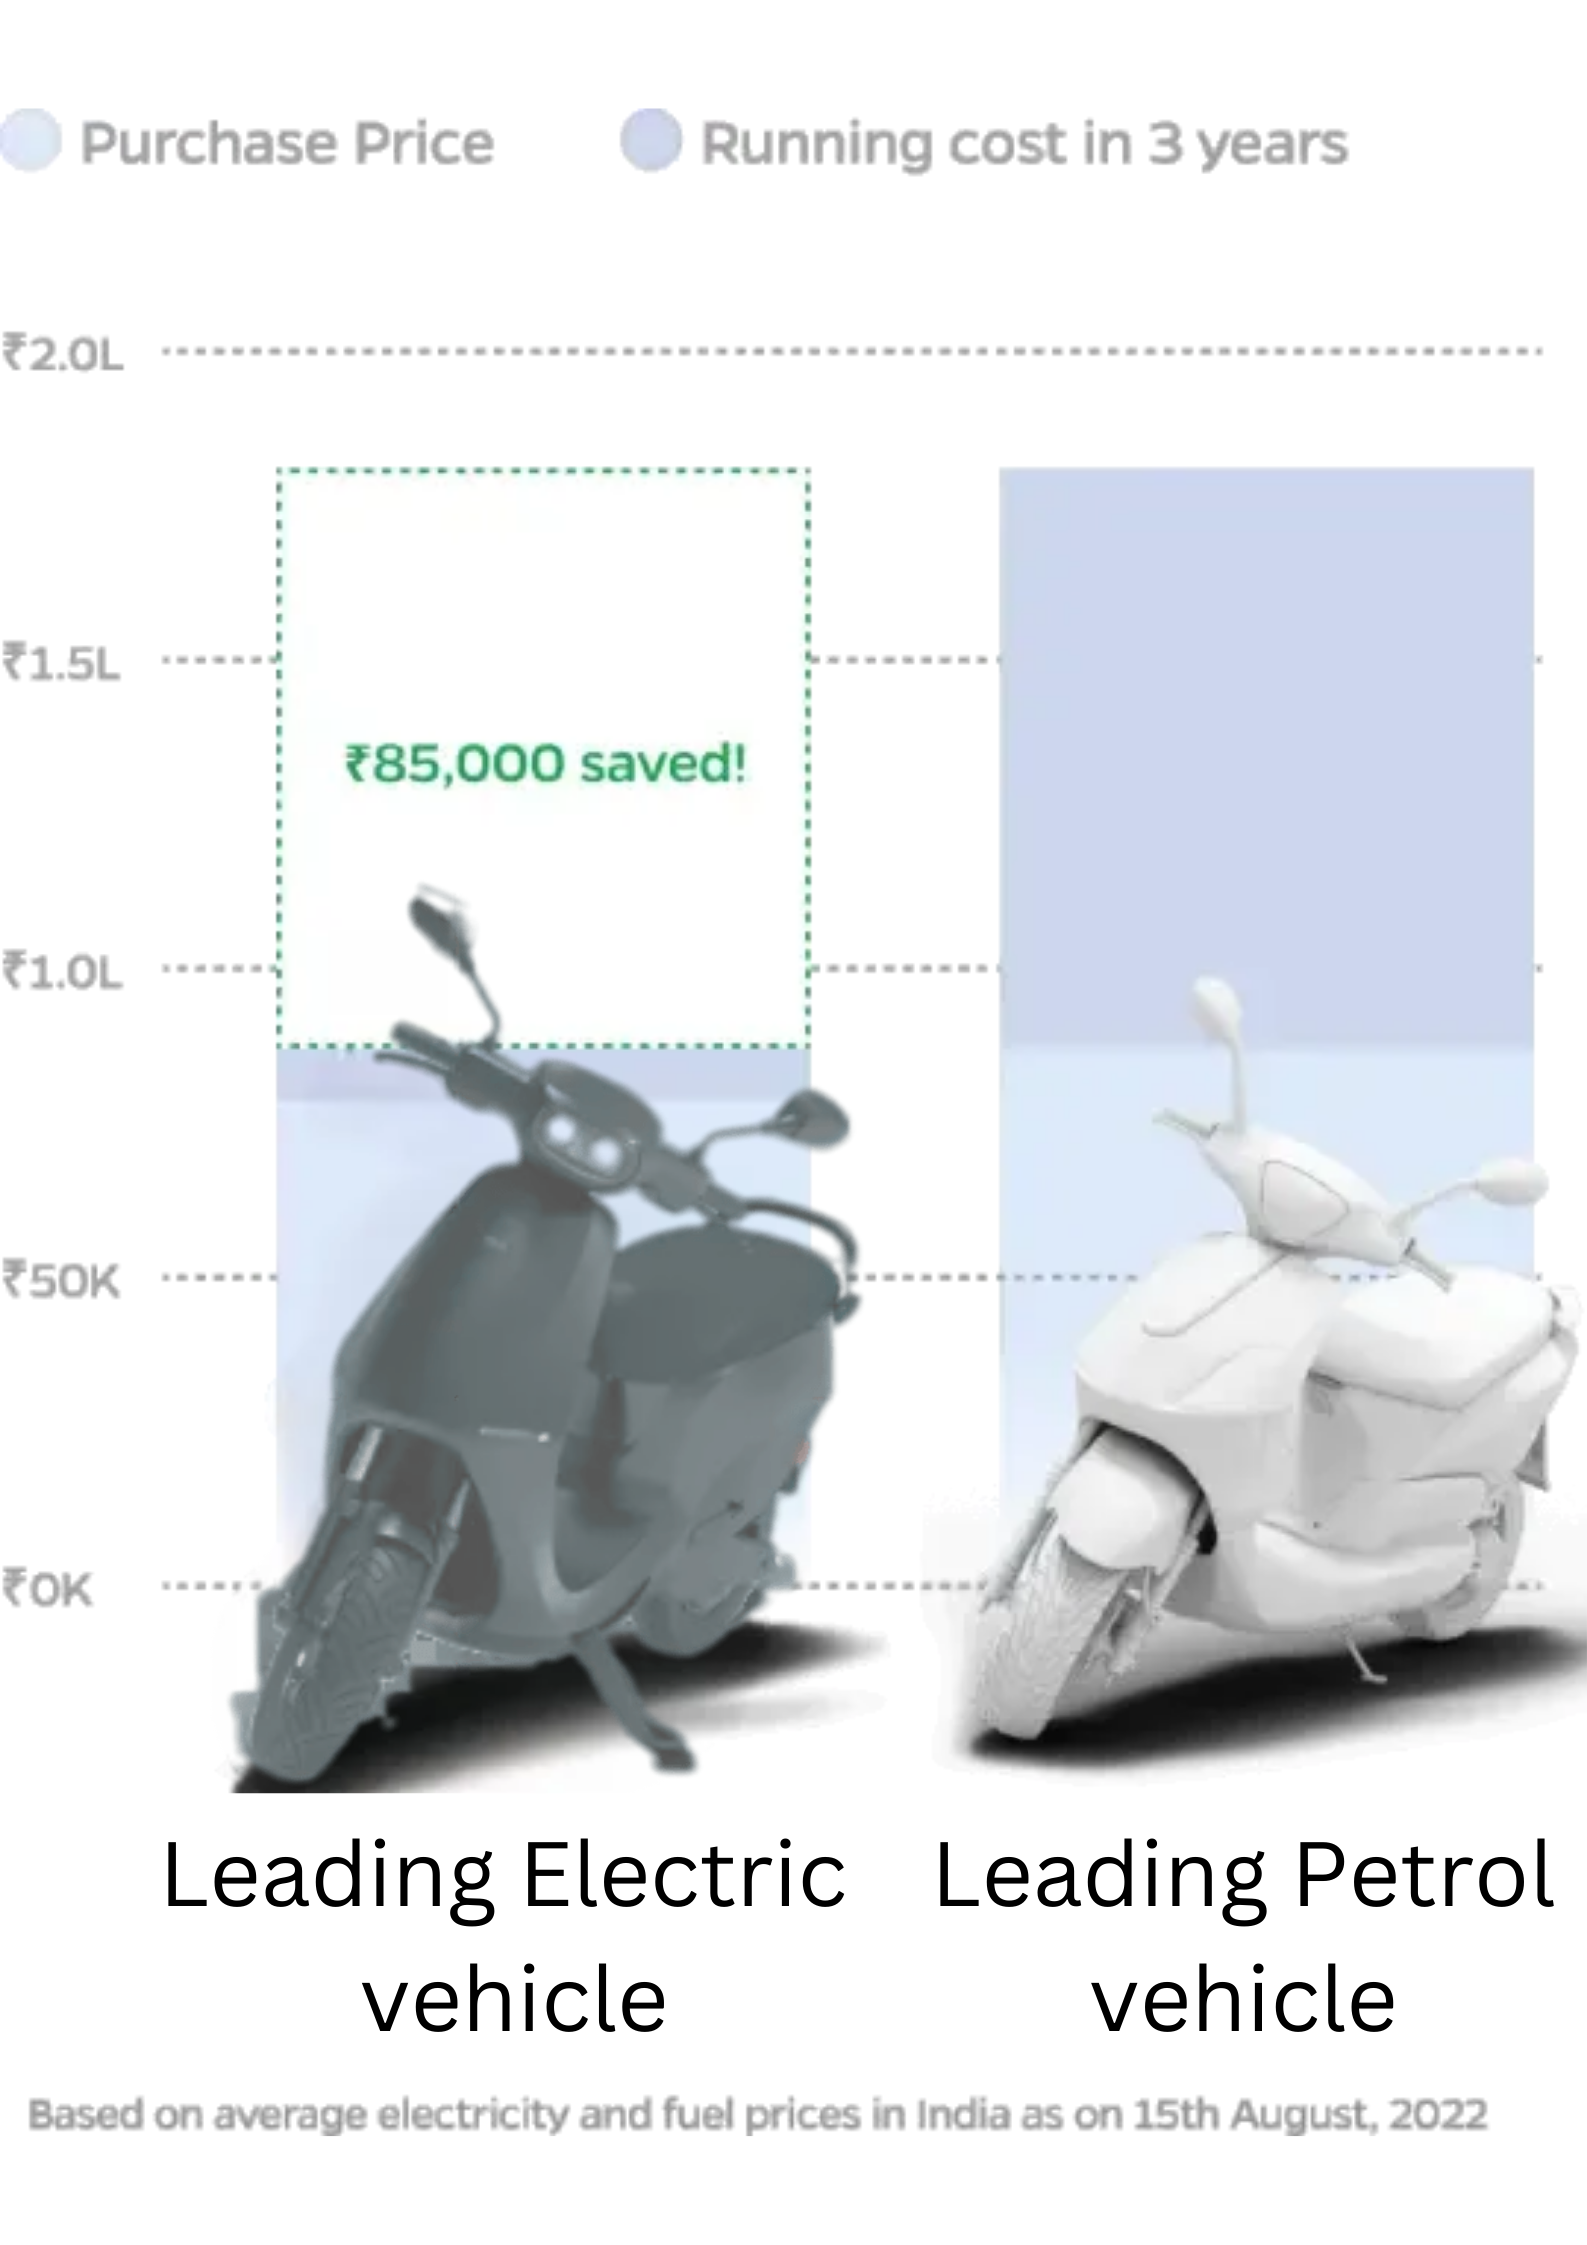 Purchase Price
Running cost in 3 years
₹2.0L
₹1.5L
₹85,000 saved!
₹1.0L
₹50K
₹0K
Leading Electric
vehicle
Leading Petrol
vehicle
Based on average electricity and fuel prices in India as on 15th August, 2022